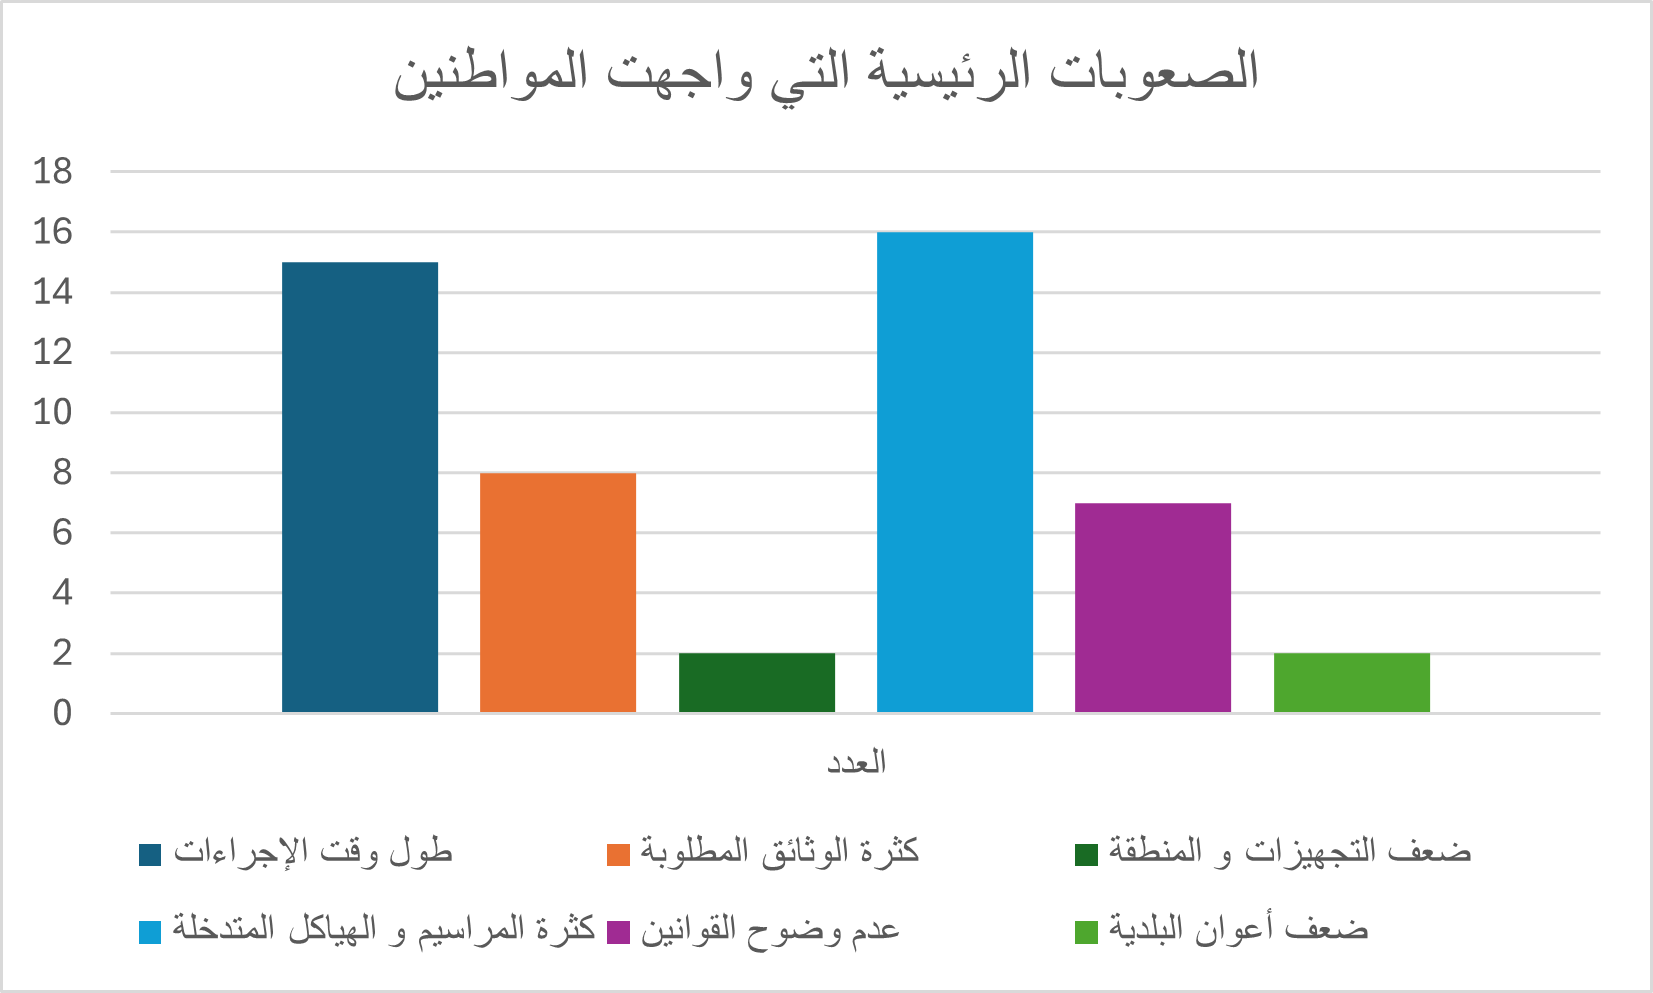 الصعوبات الرئيسية التي واجهت المواطنين
18
16
14
12
10
8
6
4
2
0
العدد
طول وقت الإجراءات
كثرة الوثائق المطلوبة
ضعف التجهيزات و المنطقة
كثرة المراسيم و الهياكل المتدخلة
عدم وضوح القوانين
ضعف أعوان البلدية